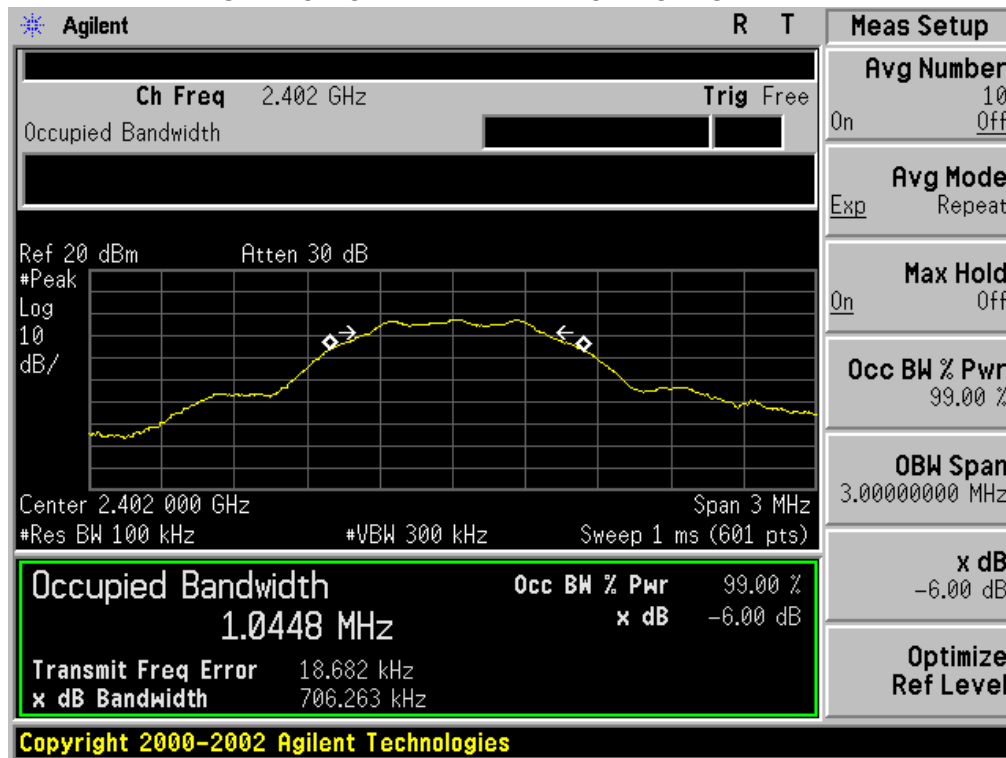 Agilent R T
Ch Freq 2.402 GHz Trig Free
Occupied Bandwidth
Ref 20 dBm Atten 30 dB
#Peak
Log
10
dB/
Center 2.402 000 GHz Span 3 MHz
#Res BW 100 kHz #VBW 300 kHz Sweep 1 ms (601 pts)
Occupied Bandwidth Occ BW % Pwr 99.00 %
1.0448 MHz x dB -6.00 dB
Transmit Freq Error 18.682 kHz
x dB Bandwidth 706.263 kHz
Copyright 2000-2002 Agilent Technologies
Meas Setup
Avg Number
10
On Off
Avg Mode
Exp Repeat
Max Hold
On Off
Occ BW % Pwr
99.00 %
OBW Span
3.00000000 MHz
x dB
-6.00 dB
Optimize
Ref Level